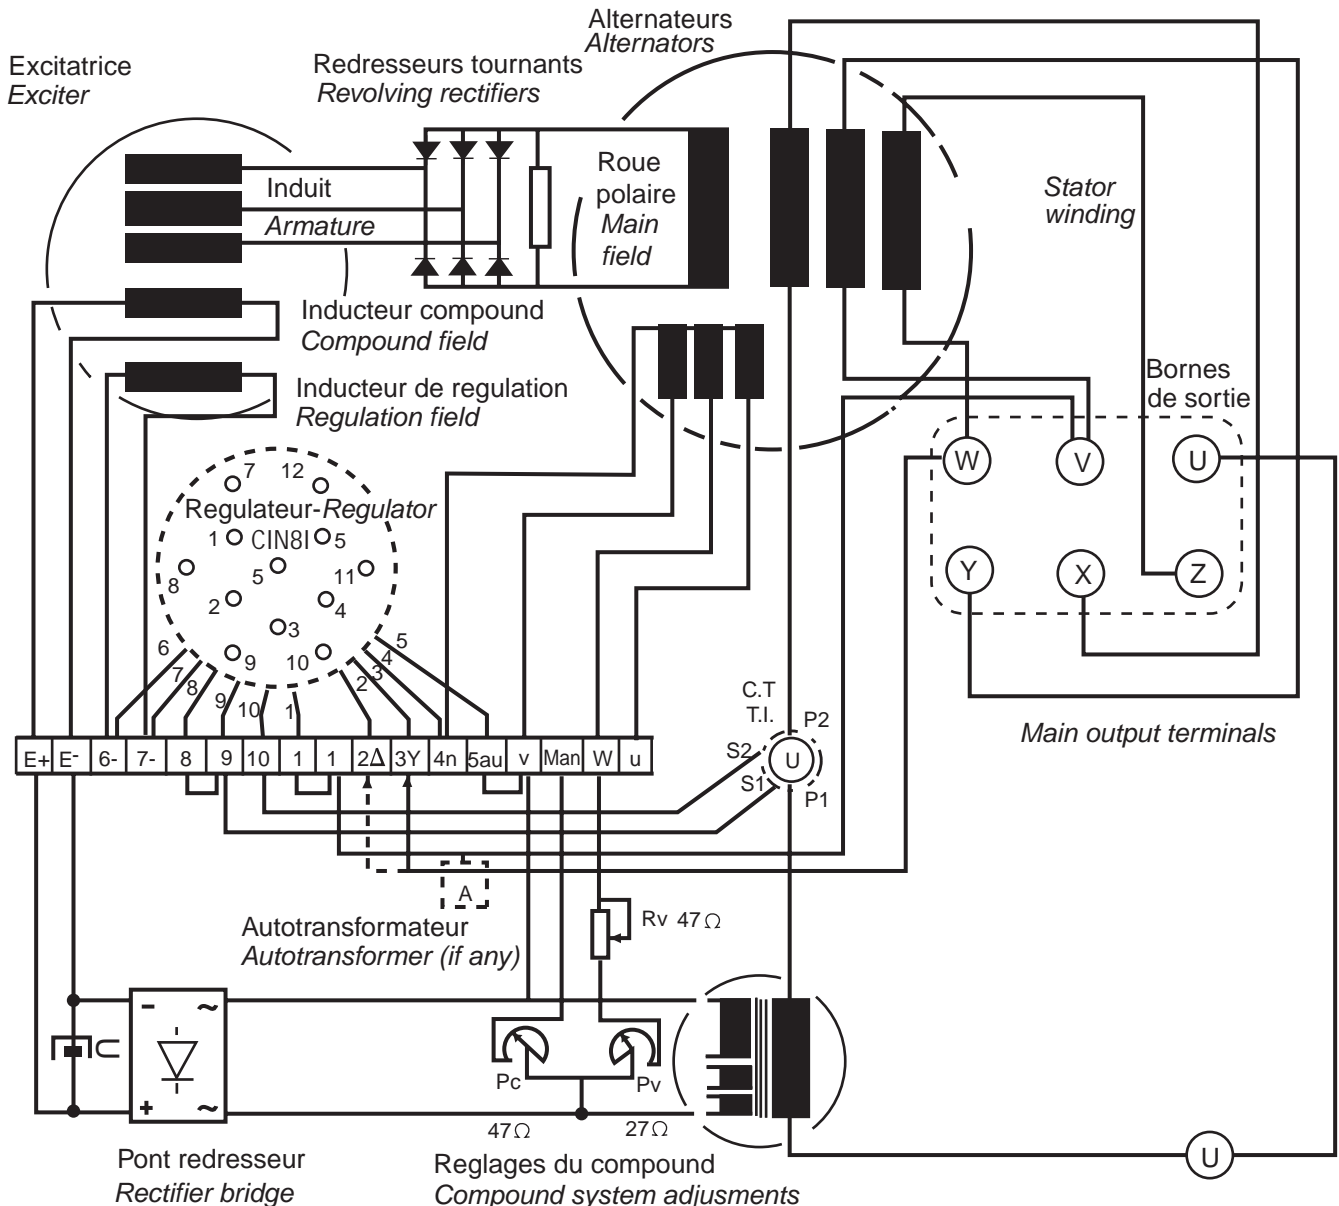 Alternateurs
Alternators
Excitatrice
Exciter
Redresseurs tournants
Revolving rectifiers
Induit
Armature
Roue
polaire
Main
field
Stator
winding
Inducteur compound
Compound field
Inducteur de regulation
Regulation field
Bornes
de sortie
W
V
U
Y
X
Z
7
12
Regulateur-Regulator
1
CIN8I
5
8
5
11
2
4
3
9
10
6
7
8
9
10
1
2
3
4
5
C.T
T.I.
P2
S2
U
S1
P1
Main output terminals
E+
E-
6-
7-
8
9
10
1
1
2Δ
3Y
4n
5au
v
Man
W
u
A
Autotransformateur
Autotransformer (if any)
Rv 47Ω
-
~
C
+
~
Pc
Pv
47Ω
27Ω
U
Pont redresseur
Rectifier bridge
Reglages du compound
Compound system adjusments